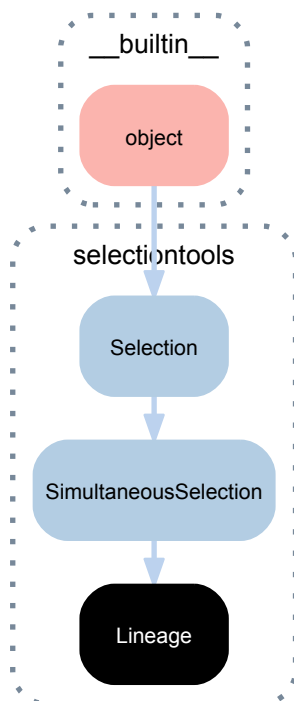 __builtin__
object
selectiontools
Selection
SimultaneousSelection
Lineage